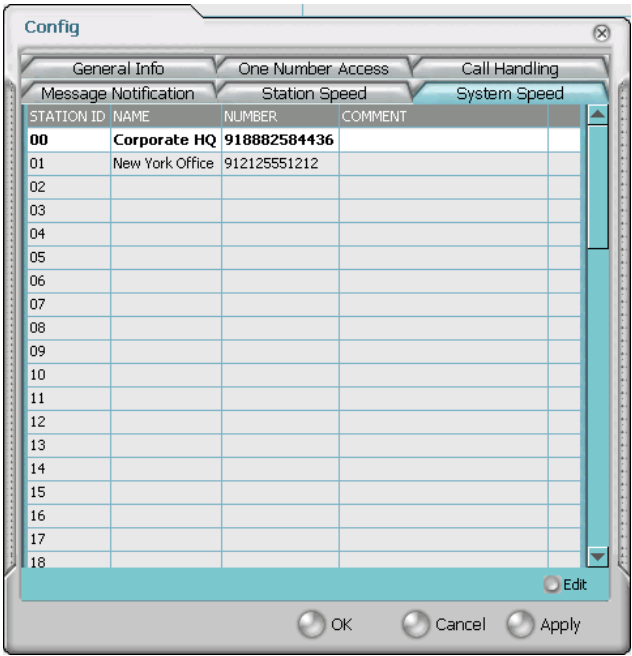 Config
General Info One Number Access Call Handling
Message Notification Station Speed System Speed
STATION ID NAME NUMBER COMMENT
00 Corporate HQ 918882584436
01 New York Office 912125551212
02
03
04
05
06
07
08
09
10
11
12
13
14
15
16
17
18
Edit
OK Cancel Apply